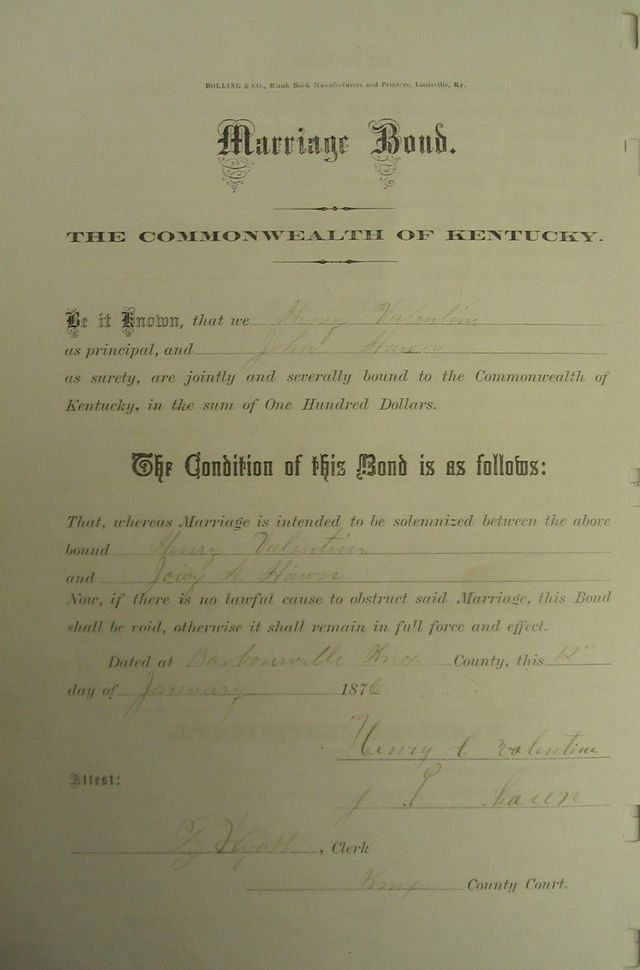 BOLLING & CO., Blank Book Manufacturers and Printers, Louisville, Ky.
Marriage Bond.
THE COMMONWEALTH OF KENTUCKY.
Be it Known, that we Henry Valentine
as principal, and John Hawn
as surety, are jointly and severally bound to the Commonwealth of
Kentucky, in the sum of One Hundred Dollars.
The Condition of this Bond is as follows:
That, whereas Marriage is intended to be solemnized between the above
bound Henry Valentine
and A. Hawn
Now, if there is no lawful cause to obstruct said Marriage, this Bond
shall be void, otherwise it shall remain in full force and effect.
Dated at Barbourville Knox County, this 12"
day of January 1876
Henry C Valentine
Attest:
J hawn
, Clerk
Knox County Court.